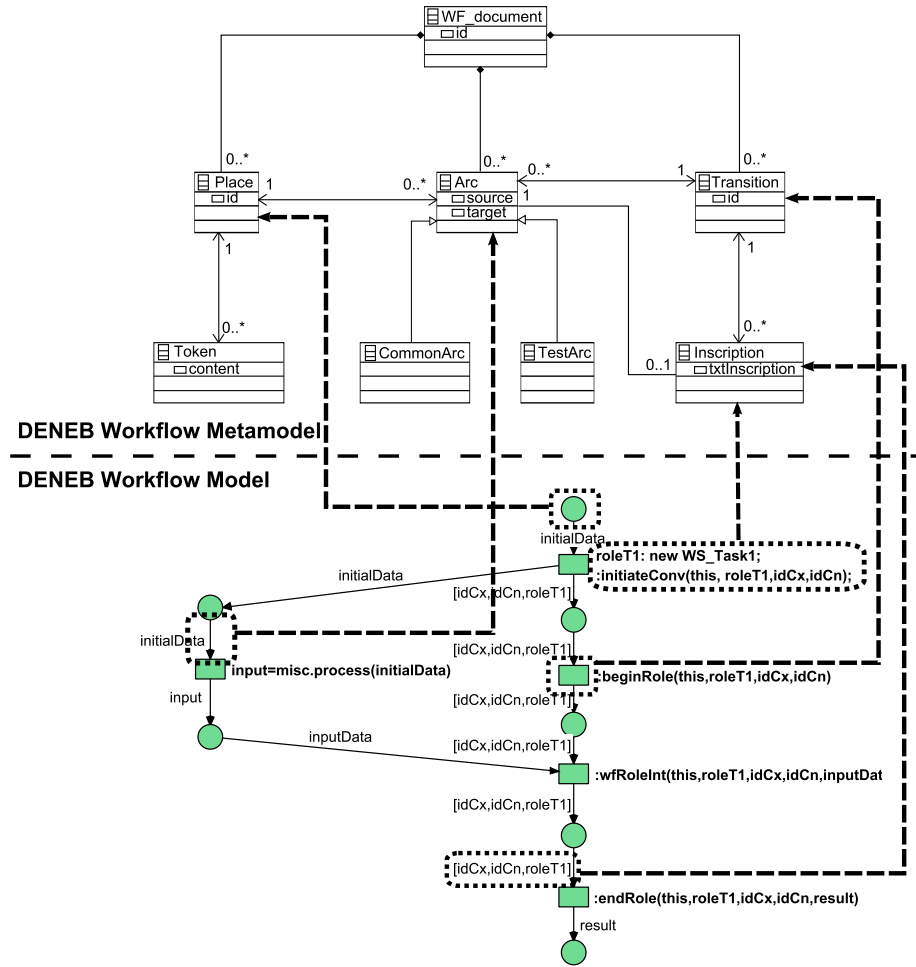 WF_document
id
0..*
0..*
0..*
Place
id
1
0..*
Arc
source
target
0..*
1
1
Transition
id
1
1
0..*
0..*
Token
content
CommonArc
TestArc
0..1
Inscription
txtInscription
DENEB Workflow Metamodel
DENEB Workflow Model
initialData
roleT1: new WS_Task1;
:initiateConv(this, roleT1,idCx,idCn);
initialData
[idCx,idCn,roleT1]
initialData
[idCx,idCn,roleT1]
input=misc.process(initialData)
:beginRole(this,roleT1,idCx,idCn)
input
[idCx,idCn,roleT1]
inputData
[idCx,idCn,roleT1]
:wfRoleInt(this,roleT1,idCx,idCn,inputDat
[idCx,idCn,roleT1]
[idCx,idCn,roleT1]
:endRole(this,roleT1,idCx,idCn,result)
result